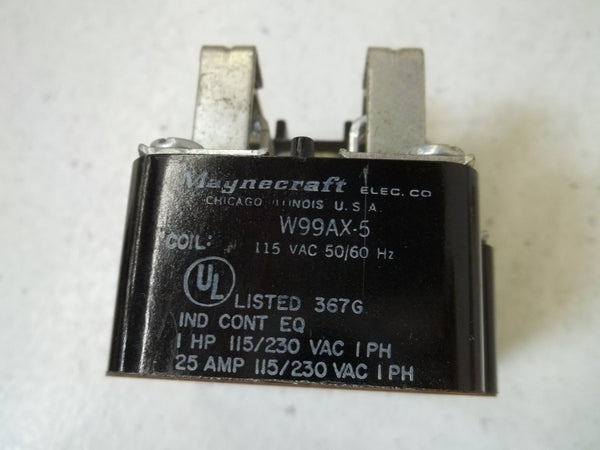 Magnecraft ELEC. CO
CHICAGO ILLINOIS U.S.A.
W99AX-5
COIL: 115 VAC 50/60 Hz
UL LISTED 367G
IND CONT EQ
1 HP 115/230 VAC 1 PH
25 AMP 115/230 VAC 1 PH